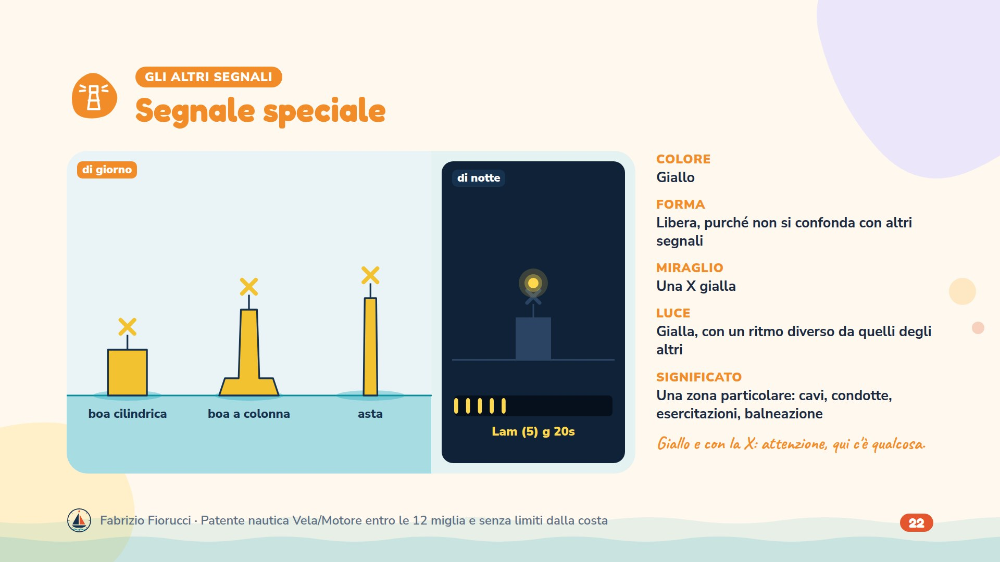 GLI ALTRI SEGNALI
Segnale speciale
di giorno
boa cilindrica
boa a colonna
asta
di notte
Lam (5) g 20s
COLORE
Giallo
FORMA
Libera, purché non si confonda con altri
segnali
MIRAGLIO
Una X gialla
LUCE
Gialla, con un ritmo diverso da quelli degli
altri
SIGNIFICATO
Una zona particolare: cavi, condotte,
esercitazioni, balneazione
Giallo e con la X: attenzione, qui c'è qualcosa.
Fabrizio Fiorucci · Patente nautica Vela/Motore entro le 12 miglia e senza limiti dalla costa
22